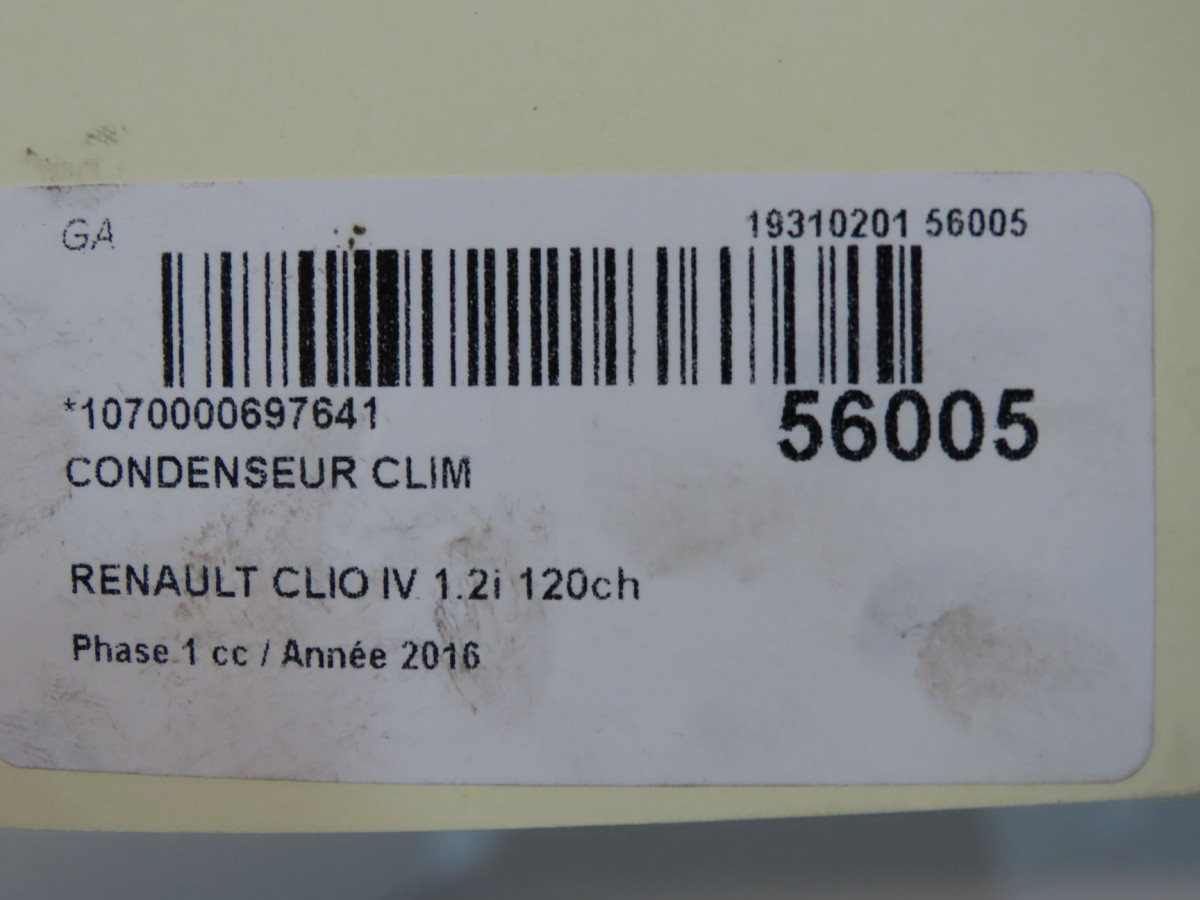 GA
19310201 56005
*1070000697641
56005
CONDENSEUR CLIM
RENAULT CLIO IV 1.2i 120ch
Phase 1 cc / Année 2016